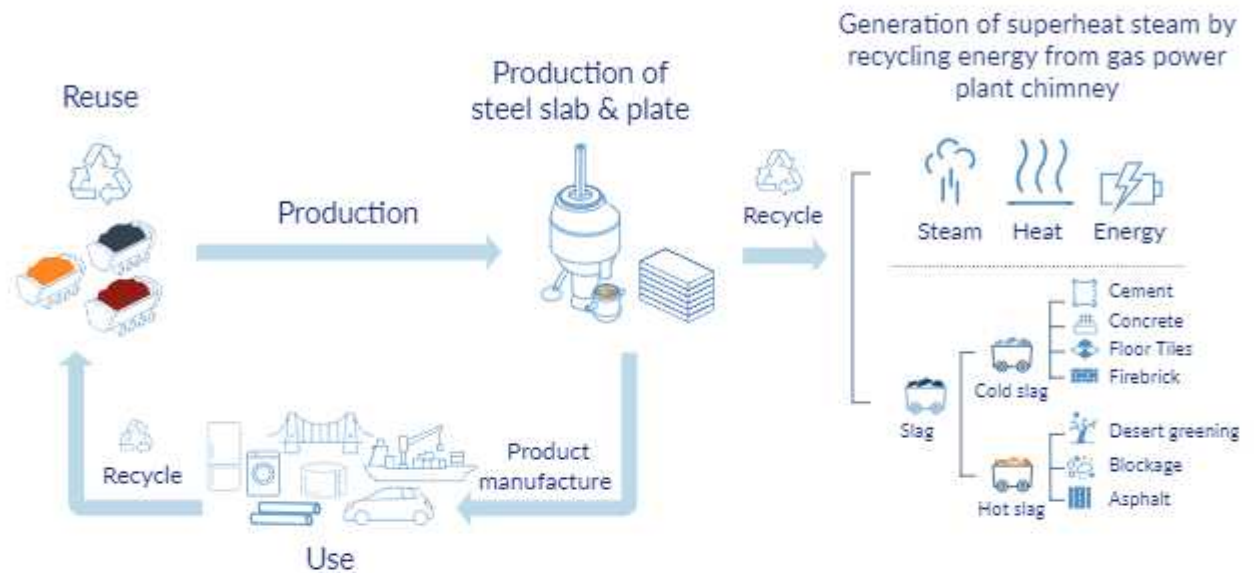 Generation of superheat steam by
recycling energy from gas power
plant chimney
Production of
steel slab & plate
Reuse
Production
Recycle
Steam
Heat
Energy
Cement
Concrete
Floor Tiles
Firebrick
Cold slag
Slag
Desert greening
Blockage
Asphalt
Hot slag
Product
manufacture
Recycle
Use